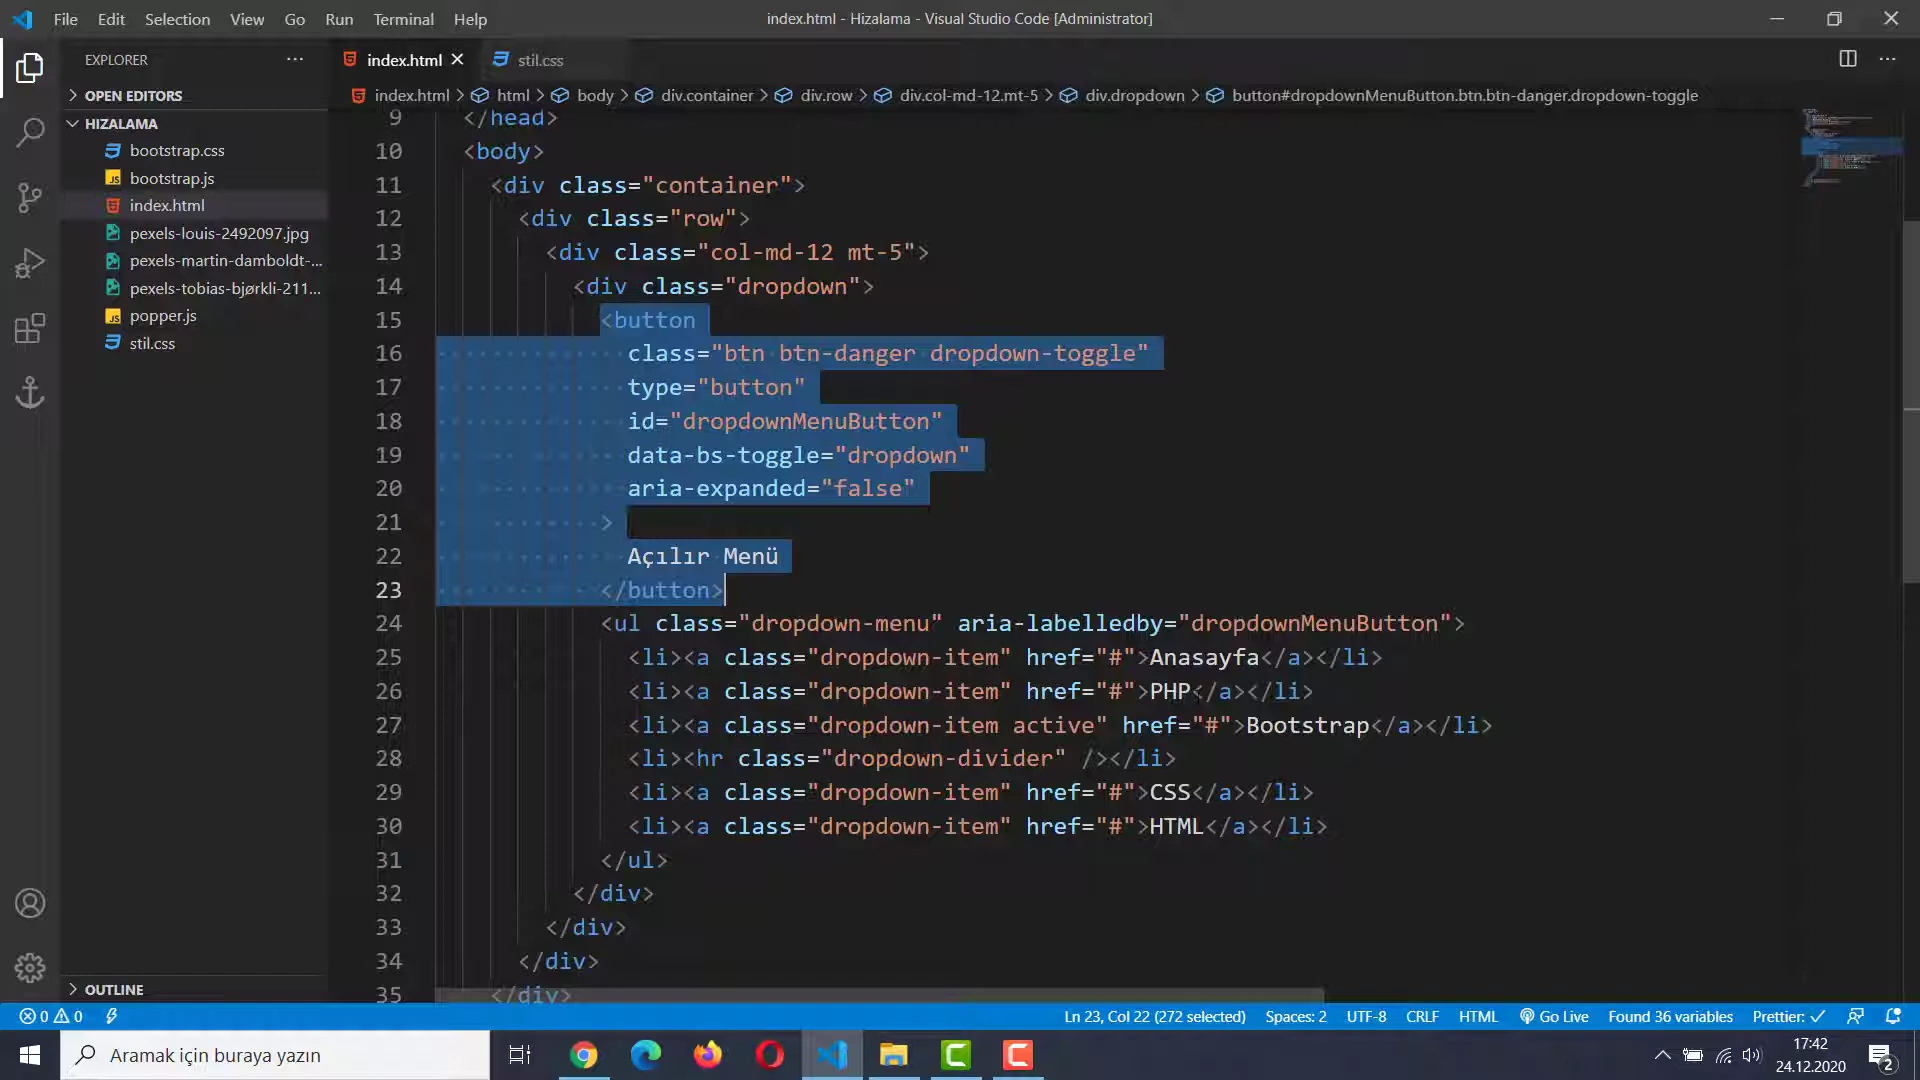 File Edit Selection View Go Run Terminal Help
index.html - Hizalama - Visual Studio Code [Administrator]
EXPLORER
OPEN EDITORS
HIZALAMA
bootstrap.css
bootstrap.js
index.html
pexels-louis-2492097.jpg
pexels-martin-damboldt-...
pexels-tobias-bjørkli-211...
popper.js
stil.css
OUTLINE
index.html stil.css
index.html > html > body > div.container > div.row > div.col-md-12.mt-5 > div.dropdown > button#dropdownMenuButton.btn.btn-danger.dropdown-toggle
9 </head>
10 <body>
11 <div class="container">
12 <div class="row">
13 <div class="col-md-12 mt-5">
14 <div class="dropdown">
15 <button
16 class="btn btn-danger dropdown-toggle"
17 type="button"
18 id="dropdownMenuButton"
19 data-bs-toggle="dropdown"
20 aria-expanded="false"
21 >
22 Açılır Menü
23 </button>
24 <ul class="dropdown-menu" aria-labelledby="dropdownMenuButton">
25 <li><a class="dropdown-item" href="#">Anasayfa</a></li>
26 <li><a class="dropdown-item" href="#">PHP</a></li>
27 <li><a class="dropdown-item active" href="#">Bootstrap</a></li>
28 <li><hr class="dropdown-divider" /></li>
29 <li><a class="dropdown-item" href="#">CSS</a></li>
30 <li><a class="dropdown-item" href="#">HTML</a></li>
31 </ul>
32 </div>
33 </div>
34 </div>
35 </div>
0 0
Ln 23, Col 22 (272 selected) Spaces: 2 UTF-8 CRLF HTML Go Live Found 36 variables Prettier: ✓
Aramak için buraya yazın
17:42
24.12.2020
2